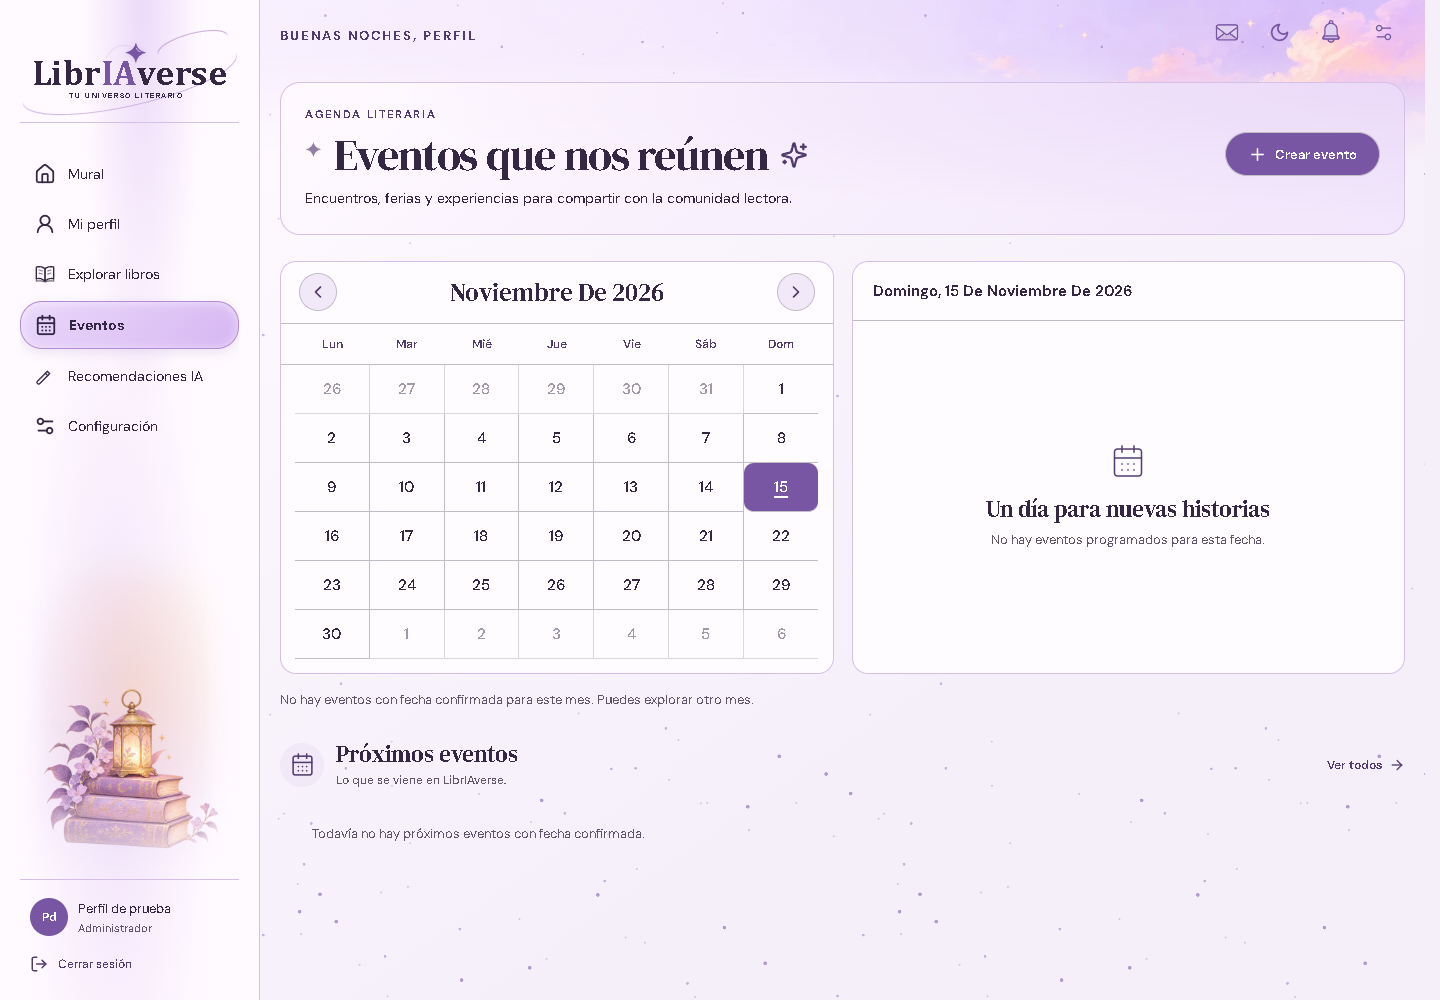 LibrIAverse
TU UNIVERSO LITERARIO
Mural
Mi perfil
Explorar libros
Eventos
Recomendaciones IA
Configuración
Pd
Perfil de prueba
Administrador
Cerrar sesión
BUENAS NOCHES, PERFIL
AGENDA LITERARIA
Eventos que nos reúnen
Encuentros, ferias y experiencias para compartir con la comunidad lectora.
Crear evento
Noviembre De 2026
Lun Mar Mié Jue Vie Sáb Dom
26 27 28 29 30 31 1
2 3 4 5 6 7 8
9 10 11 12 13 14 15
16 17 18 19 20 21 22
23 24 25 26 27 28 29
30 1 2 3 4 5 6
Domingo, 15 De Noviembre De 2026
Un día para nuevas historias
No hay eventos programados para esta fecha.
No hay eventos con fecha confirmada para este mes. Puedes explorar otro mes.
Próximos eventos
Lo que se viene en LibrIAverse.
Ver todos
Todavía no hay próximos eventos con fecha confirmada.